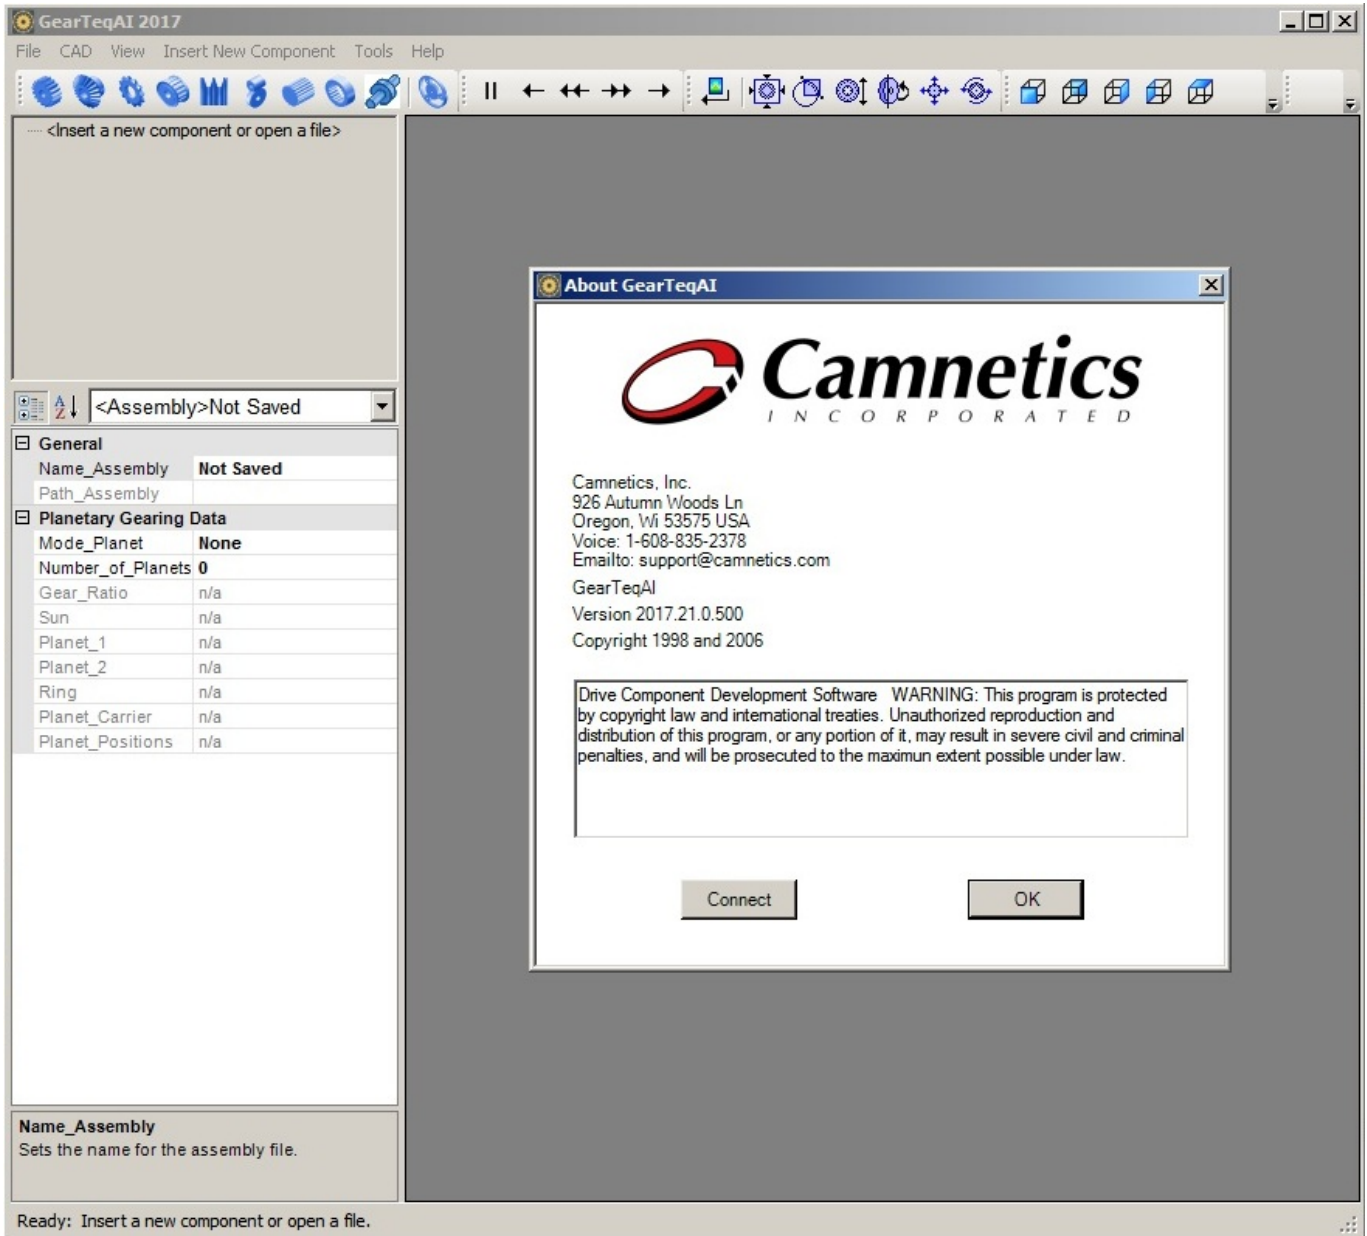 GearTeqAI 2017
File CAD View Insert New Component Tools Help
<Insert a new component or open a file>
<Assembly>Not Saved
General
Name_Assembly Not Saved
Path_Assembly
Planetary Gearing Data
Mode_Planet None
Number_of_Planets 0
Gear_Ratio n/a
Sun n/a
Planet_1 n/a
Planet_2 n/a
Ring n/a
Planet_Carrier n/a
Planet_Positions n/a
Name_Assembly
Sets the name for the assembly file.
Ready: Insert a new component or open a file.
About GearTeqAI
Camnetics
INCORPORATED
Camnetics, Inc.
926 Autumn Woods Ln
Oregon, Wi 53575 USA
Voice: 1-608-835-2378
Emailto: support@camnetics.com
GearTeqAI
Version 2017.21.0.500
Copyright 1998 and 2006
Drive Component Development Software WARNING: This program is protected
by copyright law and international treaties. Unauthorized reproduction and
distribution of this program, or any portion of it, may result in severe civil and criminal
penalties, and will be prosecuted to the maximun extent possible under law.
Connect OK